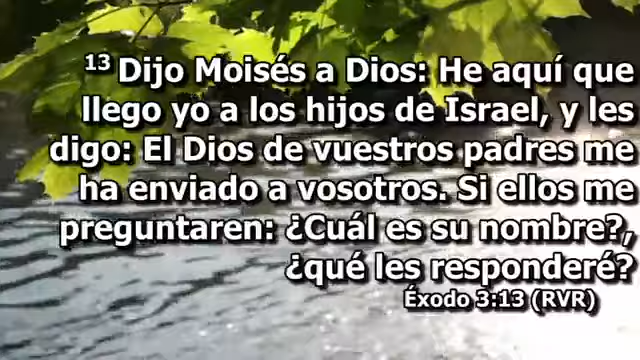 13 Dijo Moisés a Dios: He aquí que
llego yo a los hijos de Israel, y les
digo: El Dios de vuestros padres me
ha enviado a vosotros. Si ellos me
preguntaren: ¿Cuál es su nombre?,
¿qué les responderé?
Éxodo 3:13 (RVR)